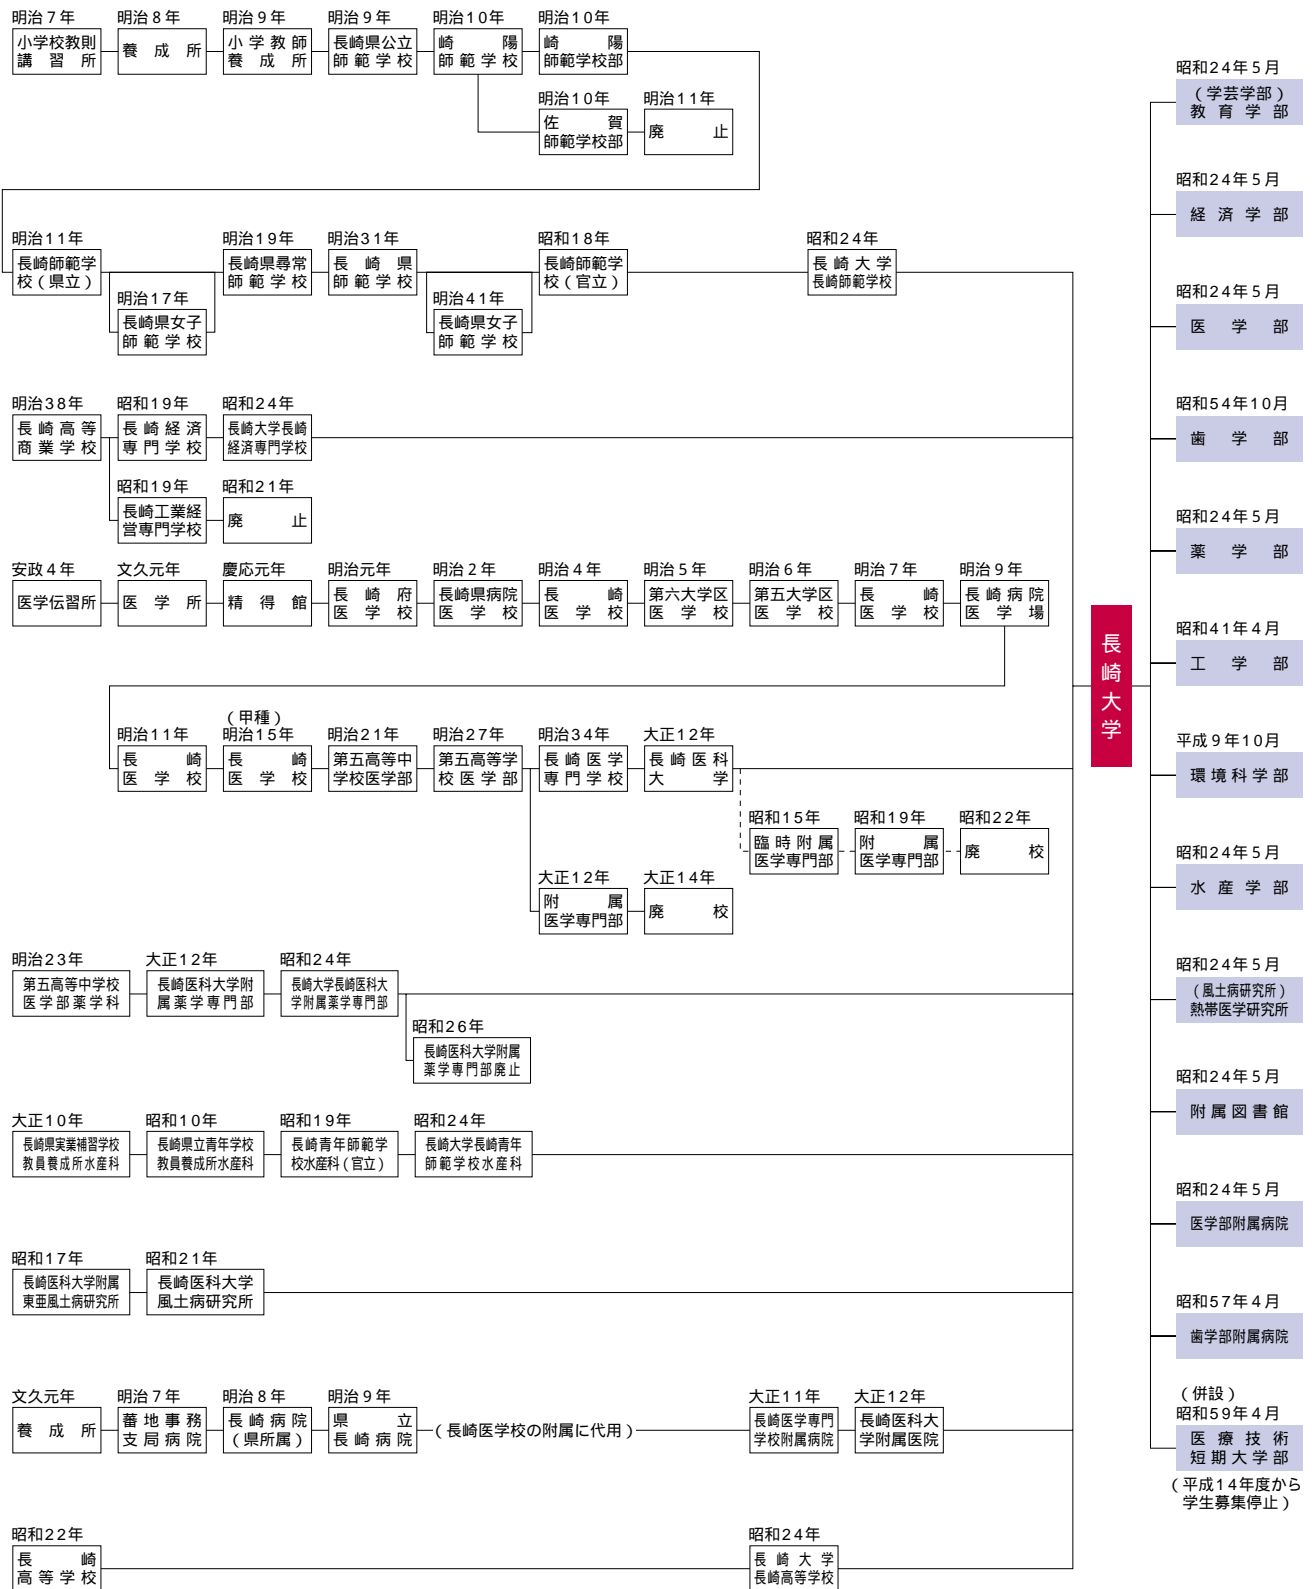 明治7年
小学校教則
講習所
明治8年
養成所
明治9年
小学教師
養成所
明治9年
長崎県公立
師範学校
明治10年
崎陽
師範学校
明治10年
崎陽
師範学校部
明治10年
佐賀
師範学校部
明治11年
廃止
明治11年
長崎師範学
校（県立）
明治17年
長崎県女子
師範学校
明治19年
長崎県尋常
師範学校
明治31年
長崎県
師範学校
明治41年
長崎県女子
師範学校
昭和18年
長崎師範学
校（官立）
昭和24年
長崎大学
長崎師範学校
明治38年
長崎高等
商業学校
昭和19年
長崎経済
専門学校
昭和24年
長崎大学長崎
経済専門学校
昭和19年
長崎工業経
営専門学校
昭和21年
廃止
安政4年
医学伝習所
文久元年
医学所
慶応元年
精得館
明治元年
長崎府
医学校
明治2年
長崎県病院
医学校
明治4年
長崎
医学校
明治5年
第六大学区
医学校
明治6年
第五大学区
医学校
明治7年
長崎
医学校
明治9年
長崎病院
医学場
明治11年
長崎
医学校
（甲種）
明治15年
長崎
医学校
明治21年
第五高等中
学校医学部
明治27年
第五高等学
校医学部
明治34年
長崎医学
専門学校
大正12年
長崎医科
大学
昭和15年
臨時附属
医学専門部
昭和19年
附属
医学専門部
昭和22年
廃校
大正12年
附属
医学専門部
大正14年
廃校
明治23年
第五高等中学校
医学部薬学科
大正12年
長崎医科大学附
属薬学専門部
昭和24年
長崎大学長崎医科大
学附属薬学専門部
昭和26年
長崎医科大学附属
薬学専門部廃止
大正10年
長崎県実業補習学校
教員養成所水産科
昭和10年
長崎県立青年学校
教員養成所水産科
昭和19年
長崎青年師範学
校水産科（官立）
昭和24年
長崎大学長崎青年
師範学校水産科
昭和17年
長崎医科大学附属
東亜風土病研究所
昭和21年
長崎医科大学
風土病研究所
文久元年
養成所
明治7年
蕃地事務
支局病院
明治8年
長崎病院
（県所属）
明治9年
県立
長崎病院
（長崎医学校の附属に代用）
大正11年
長崎医学専門
学校附属病院
大正12年
長崎医科大
学附属医院
昭和22年
長崎
高等学校
昭和24年
長崎大学
長崎高等学校
長崎大学
昭和24年5月
（学芸学部）
教育学部
昭和24年5月
経済学部
昭和24年5月
医学部
昭和54年10月
歯学部
昭和24年5月
薬学部
昭和41年4月
工学部
平成9年10月
環境科学部
昭和24年5月
水産学部
昭和24年5月
（風土病研究所）
熱帯医学研究所
昭和24年5月
附属図書館
昭和24年5月
医学部附属病院
昭和57年4月
歯学部附属病院
（併設）
昭和59年4月
医療技術
短期大学部
（平成14年度から
学生募集停止）